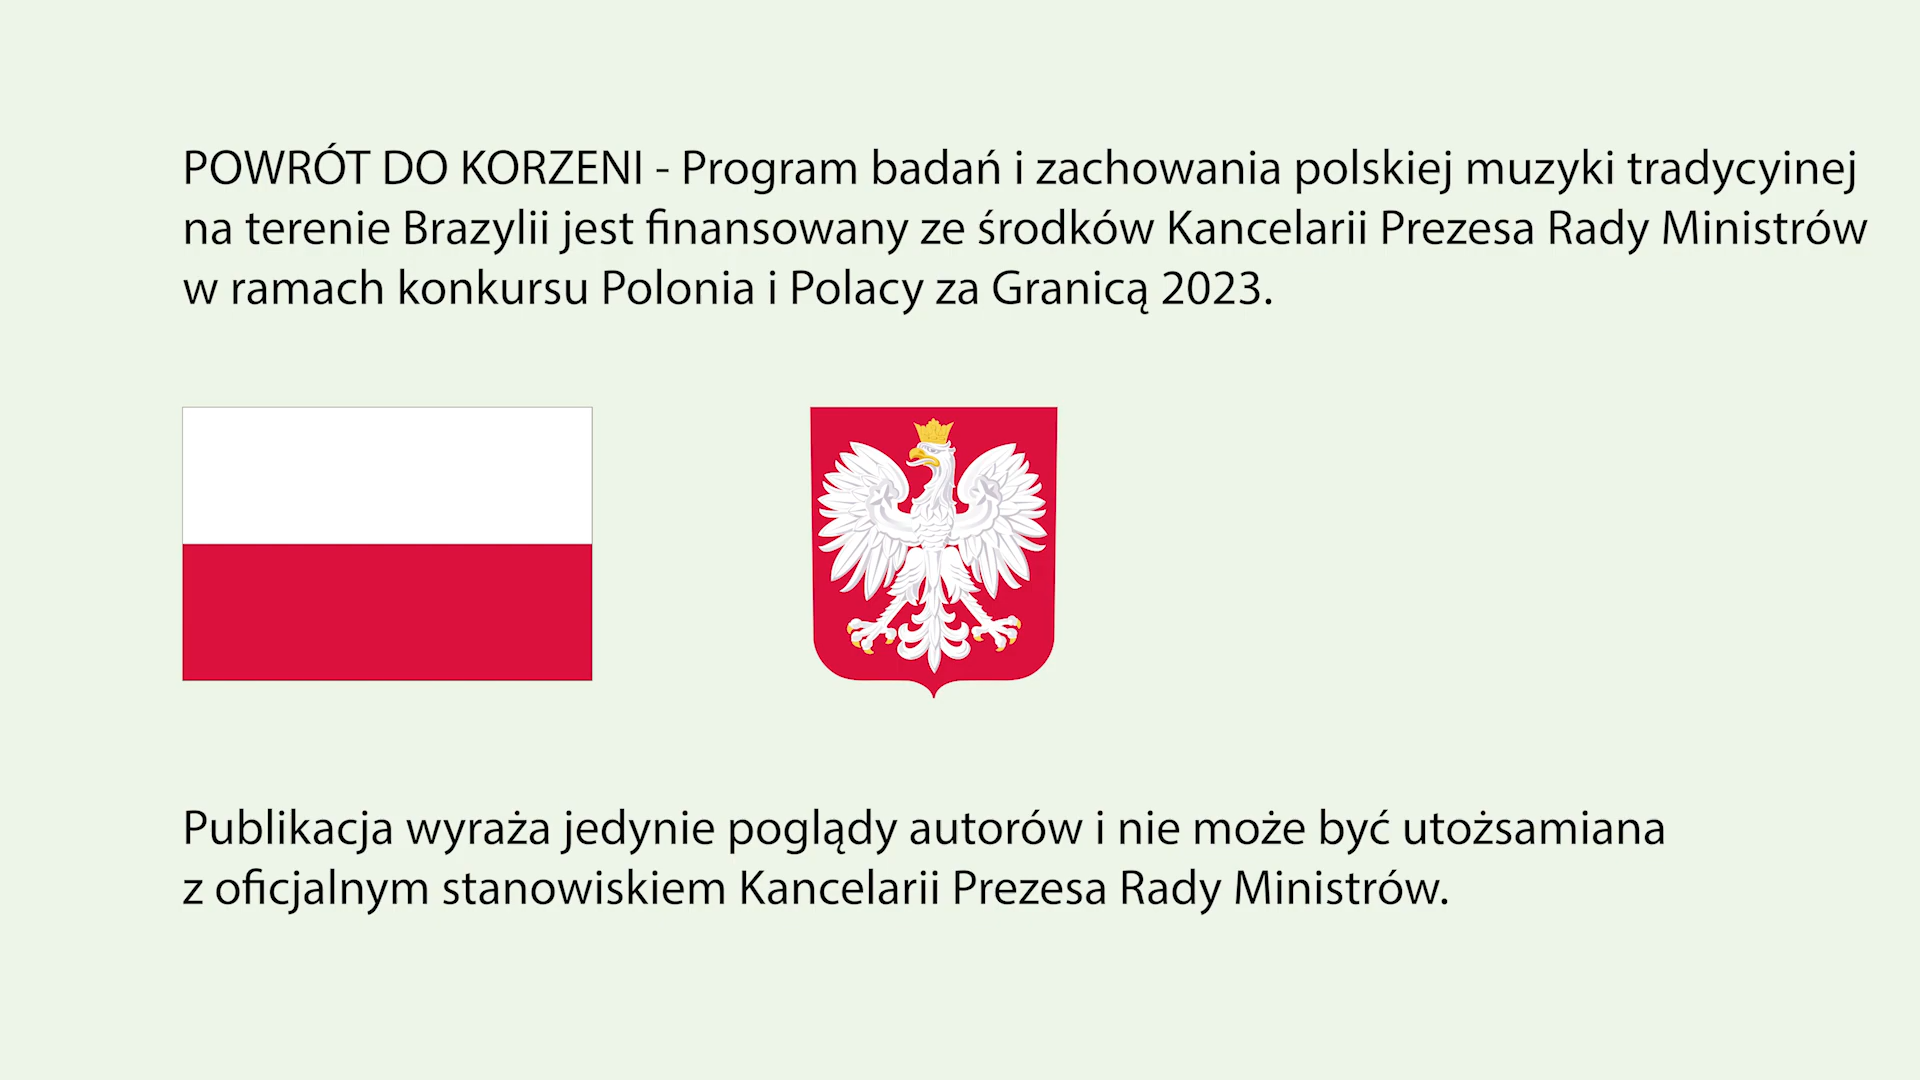 POWRÓT DO KORZENI - Program badań i zachowania polskiej muzyki tradycyinej
na terenie Brazylii jest finansowany ze środków Kancelarii Prezesa Rady Ministrów
w ramach konkursu Polonia i Polacy za Granicą 2023.
Publikacja wyraża jedynie poglądy autorów i nie może być utożsamiana
z oficjalnym stanowiskiem Kancelarii Prezesa Rady Ministrów.